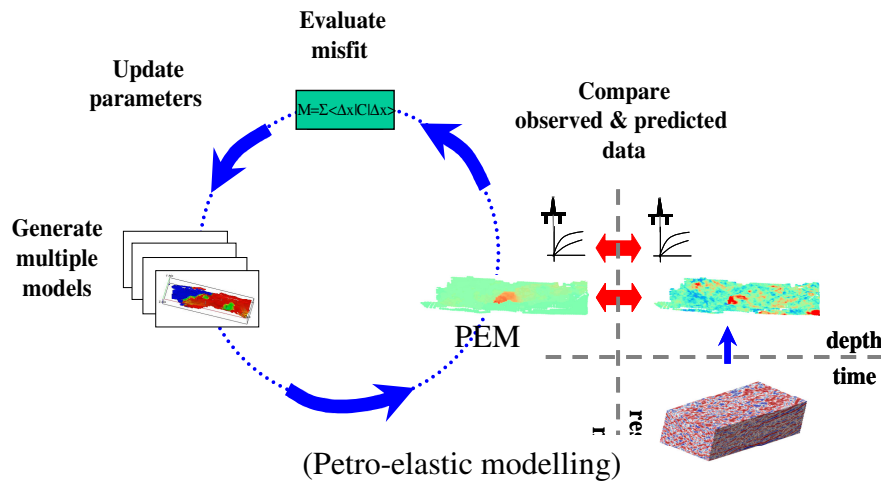 Evaluate
misfit
Update
parameters
M=Σ<Δx|C|Δx>
Compare
observed & predicted
data
Generate
multiple
models
PEM
depth
time
(Petro-elastic modelling)